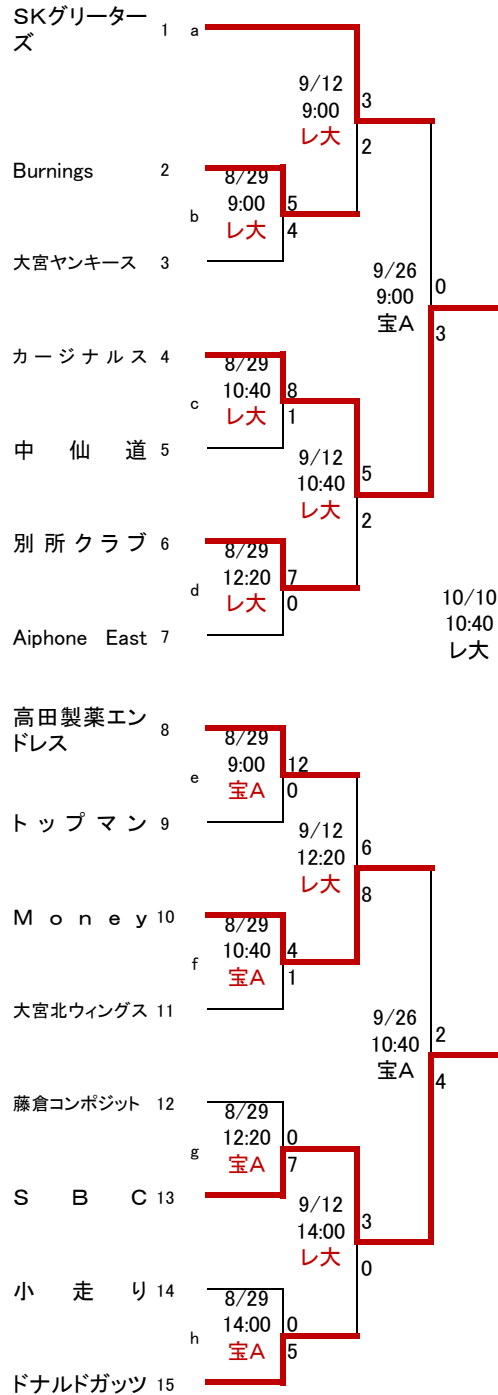 SKグリーターズ 1 a
9/12
9:00
レ大
3
2
Burnings 2
8/29
9:00
レ大
b
5
4
大宮ヤンキース 3
9/26
9:00
宝A
0
3
カージナルス 4
8/29
10:40
レ大
c
8
1
中仙道 5
9/12
10:40
レ大
5
2
別所クラブ 6
8/29
12:20
レ大
d
7
0
Aiphone East 7
10/10
10:40
レ大
高田製薬エンドレス 8
8/29
9:00
宝A
e
12
0
トップマン 9
9/12
12:20
レ大
6
8
Money 10
8/29
10:40
宝A
f
4
1
大宮北ウィングス 11
9/26
10:40
宝A
2
4
藤倉コンポジット 12
8/29
12:20
宝A
g
0
7
SBC 13
9/12
14:00
レ大
3
0
小走り 14
8/29
14:00
宝A
h
0
5
ドナルドガッツ 15